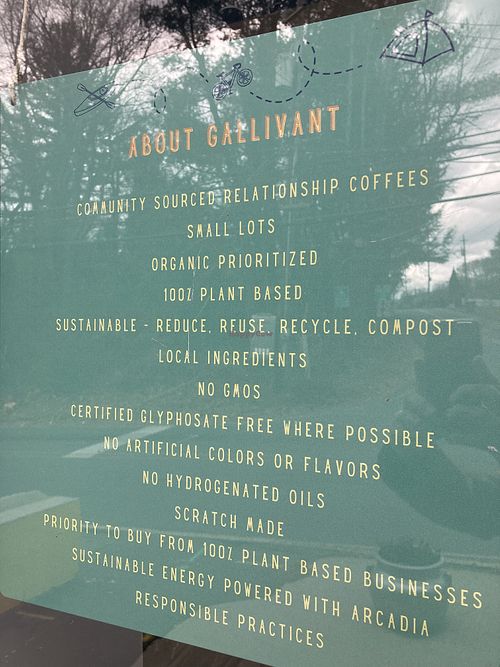 ABOUT GALLIVANT
COMMUNITY SOURCED RELATIONSHIP COFFEES
SMALL LOTS
ORGANIC PRIORITIZED
100% PLANT BASED
SUSTAINABLE - REDUCE, REUSE, RECYCLE, COMPOST
LOCAL INGREDIENTS
NO GMOS
CERTIFIED GLYPHOSATE FREE WHERE POSSIBLE
NO ARTIFICIAL COLORS OR FLAVORS
NO HYDROGENATED OILS
SCRATCH MADE
PRIORITY TO BUY FROM 100% PLANT BASED BUSINESSES
SUSTAINABLE ENERGY POWERED WITH ARCADIA
RESPONSIBLE PRACTICES